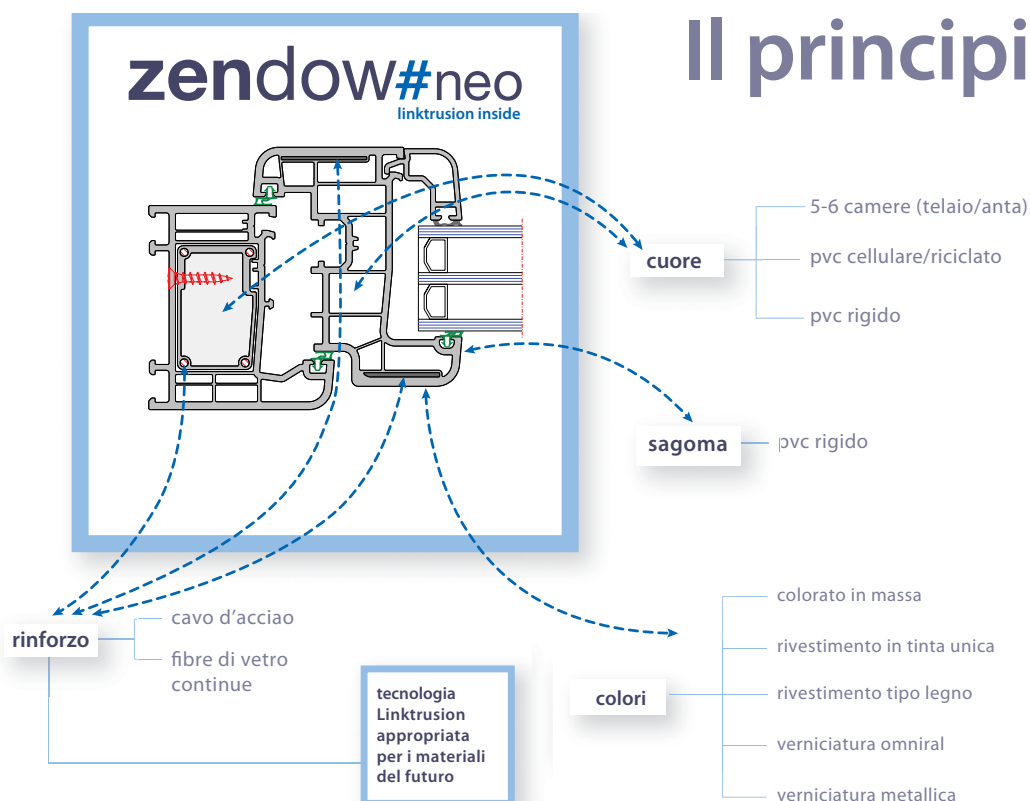 Il principi
zendow#neo
linktrusion inside
cuore
5-6 camere (telaio/anta)
pvc cellulare/riciclato
pvc rigido
sagoma
pvc rigido
rinforzo
cavo d’acciao
fibre di vetro
continue
tecnologia
Linktrusion
appropriata
per i materiali
del futuro
colori
colorato in massa
rivestimento in tinta unica
rivestimento tipo legno
verniciatura omniral
verniciatura metallica